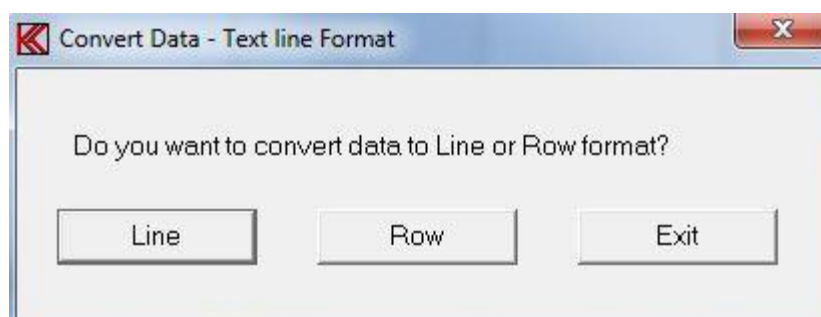 Convert Data - Text line Format
Do you want to convert data to Line or Row format?
Line Row Exit